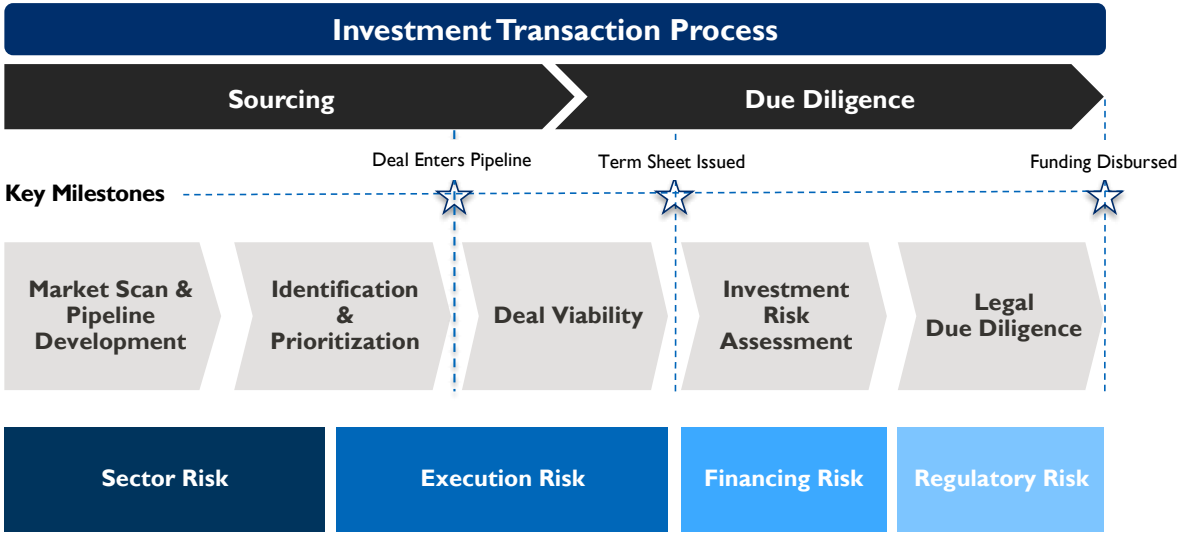 Investment Transaction Process
Sourcing
Due Diligence
Deal Enters Pipeline
Term Sheet Issued
Funding Disbursed
Key Milestones
Market Scan &
Pipeline
Development
Identification
&
Prioritization
Deal Viability
Investment
Risk
Assessment
Legal
Due Diligence
Sector Risk
Execution Risk
Financing Risk
Regulatory Risk